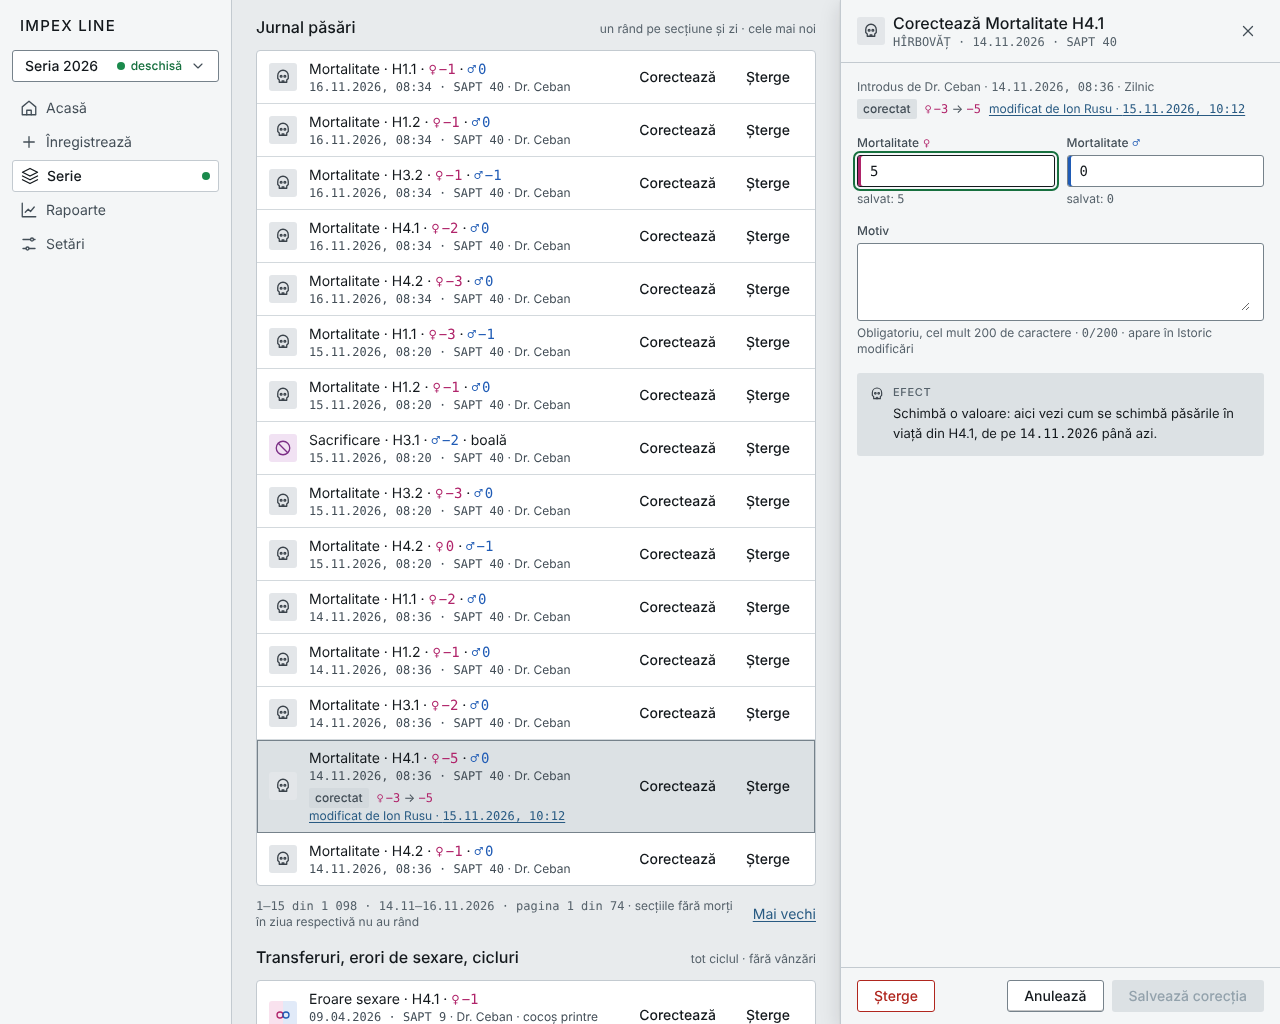 IMPEX LINE
Seria 2026 deschisă
Acasă
Înregistrează
Serie
Rapoarte
Setări
Jurnal păsări
un rând pe secțiune și zi · cele mai noi
Mortalitate · H1.1 · ♀−1 · ♂0
16.11.2026, 08:34 · SAPT 40 · Dr. Ceban
Corectează Șterge
Mortalitate · H1.2 · ♀−1 · ♂0
16.11.2026, 08:34 · SAPT 40 · Dr. Ceban
Corectează Șterge
Mortalitate · H3.2 · ♀−1 · ♂−1
16.11.2026, 08:34 · SAPT 40 · Dr. Ceban
Corectează Șterge
Mortalitate · H4.1 · ♀−2 · ♂0
16.11.2026, 08:34 · SAPT 40 · Dr. Ceban
Corectează Șterge
Mortalitate · H4.2 · ♀−3 · ♂0
16.11.2026, 08:34 · SAPT 40 · Dr. Ceban
Corectează Șterge
Mortalitate · H1.1 · ♀−3 · ♂−1
15.11.2026, 08:20 · SAPT 40 · Dr. Ceban
Corectează Șterge
Mortalitate · H1.2 · ♀−1 · ♂0
15.11.2026, 08:20 · SAPT 40 · Dr. Ceban
Corectează Șterge
Sacrificare · H3.1 · ♂−2 · boală
15.11.2026, 08:20 · SAPT 40 · Dr. Ceban
Corectează Șterge
Mortalitate · H3.2 · ♀−3 · ♂0
15.11.2026, 08:20 · SAPT 40 · Dr. Ceban
Corectează Șterge
Mortalitate · H4.2 · ♀0 · ♂−1
15.11.2026, 08:20 · SAPT 40 · Dr. Ceban
Corectează Șterge
Mortalitate · H1.1 · ♀−2 · ♂0
14.11.2026, 08:36 · SAPT 40 · Dr. Ceban
Corectează Șterge
Mortalitate · H1.2 · ♀−1 · ♂0
14.11.2026, 08:36 · SAPT 40 · Dr. Ceban
Corectează Șterge
Mortalitate · H3.1 · ♀−2 · ♂0
14.11.2026, 08:36 · SAPT 40 · Dr. Ceban
Corectează Șterge
Mortalitate · H4.1 · ♀−5 · ♂0
14.11.2026, 08:36 · SAPT 40 · Dr. Ceban
corectat ♀−3 → −5
modificat de Ion Rusu · 15.11.2026, 10:12
Corectează Șterge
Mortalitate · H4.2 · ♀−1 · ♂0
14.11.2026, 08:36 · SAPT 40 · Dr. Ceban
Corectează Șterge
1–15 din 1 098 · 14.11–16.11.2026 · pagina 1 din 74 · secțiile fără morți
în ziua respectivă nu au rând
Mai vechi
Transferuri, erori de sexare, cicluri
tot ciclul · fără vânzări
Eroare sexare · H4.1 · ♀−1
09.04.2026 · SAPT 9 · Dr. Ceban · cocoș printre
Corectează Șterge
Corectează Mortalitate H4.1
HÎRBOVĂȚ · 14.11.2026 · SAPT 40
Introdus de Dr. Ceban · 14.11.2026, 08:36 · Zilnic
corectat ♀−3 → −5 modificat de Ion Rusu · 15.11.2026, 10:12
Mortalitate ♀ Mortalitate ♂
5 0
salvat: 5 salvat: 0
Motiv
Obligatoriu, cel mult 200 de caractere · 0/200 · apare în Istoric
modificări
EFECT
Schimbă o valoare: aici vezi cum se schimbă păsările în
viață din H4.1, de pe 14.11.2026 până azi.
Șterge Anulează Salvează corecția